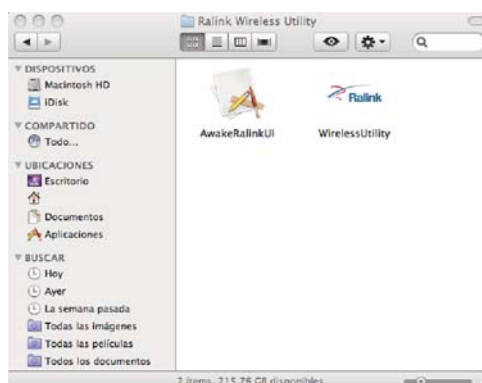 Ralink Wireless Utility
DISPOSITIVOS
Macintosh HD
iDisk
COMPARTIDO
Todo...
UBICACIONES
Escritorio
Documentos
Aplicaciones
BUSCAR
Hoy
Ayer
La semana pasada
Todas las imágenes
Todas las películas
Todos los documentos
Ralink
AwakeRalinkUI
WirelessUtility
2 ítems, 215.76 GB disponibles